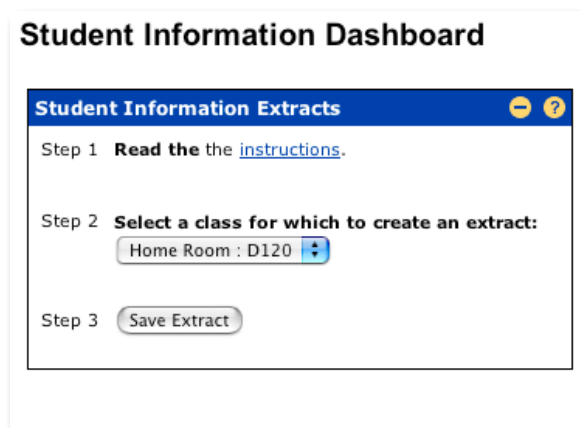 Student Information Dashboard
Student Information Extracts
Step 1 Read the the instructions.
Step 2 Select a class for which to create an extract:
Home Room : D120
Step 3 Save Extract